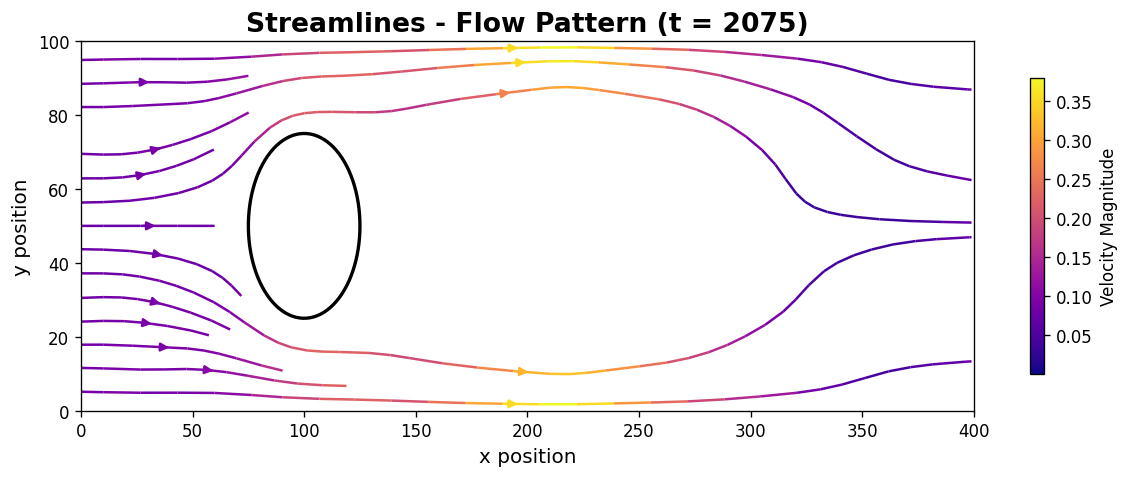 Streamlines - Flow Pattern (t = 2075)
100
80
60
40
20
0
y position
0 50 100 150 200 250 300 350 400
x position
0.35
0.30
0.25
0.20
0.15
0.10
0.05
Velocity Magnitude